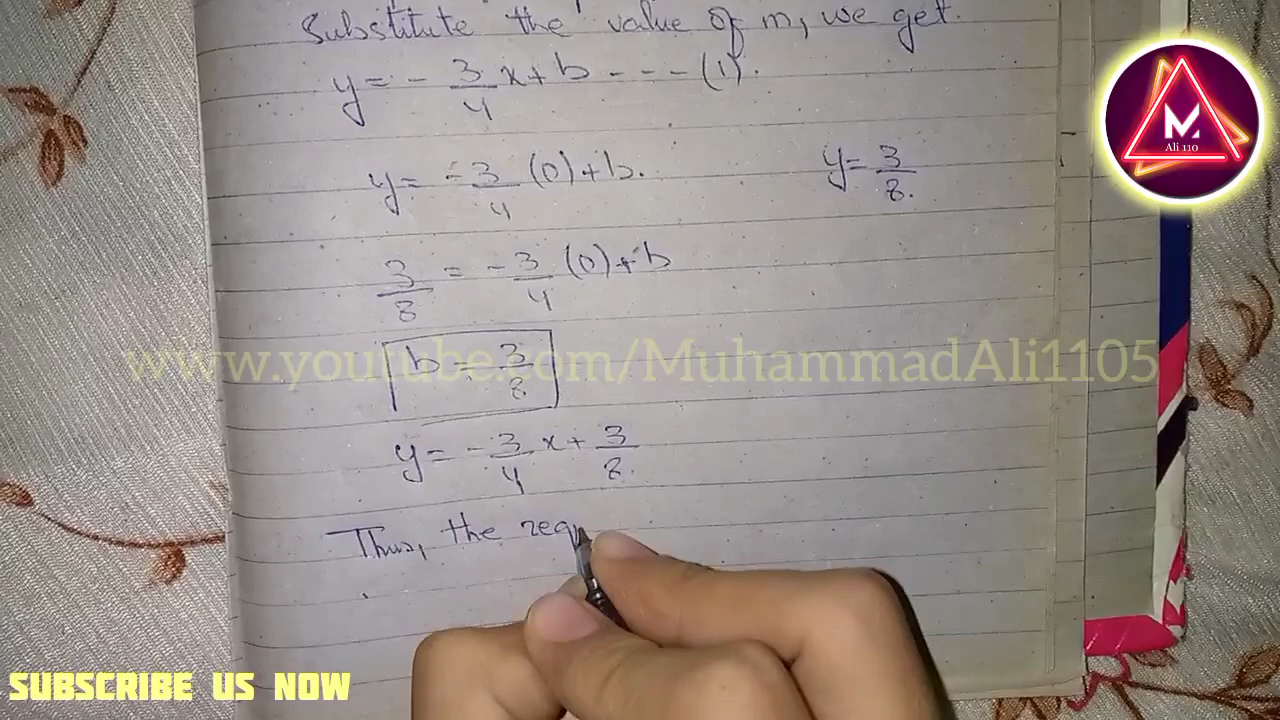 Substitute the value of m, we get.
y = - 3/4 x + b - - - - (1).
y = - 3/4 (0) + b.
y = 3/8.
3/8 = - 3/4 (0) + b
b = 3/8
y = - 3/4 x + 3/8.
Thus, the requ
M
Ali 110
www.youtube.com/MuhammadAli1105
SUBSCRIBE US NOW